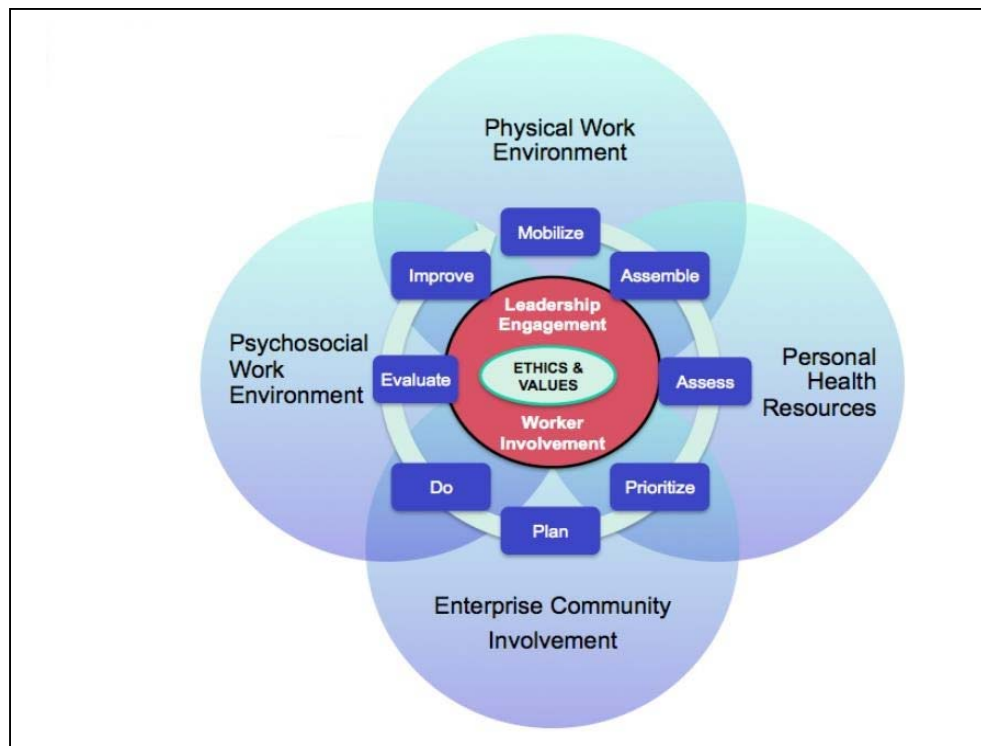 Physical Work
Environment
Mobilize
Improve
Assemble
Leadership
Engagement
Psychosocial
Work
Environment
Evaluate
ETHICS &
VALUES
Assess
Personal
Health
Resources
Worker
Involvement
Do
Prioritize
Plan
Enterprise Community
Involvement